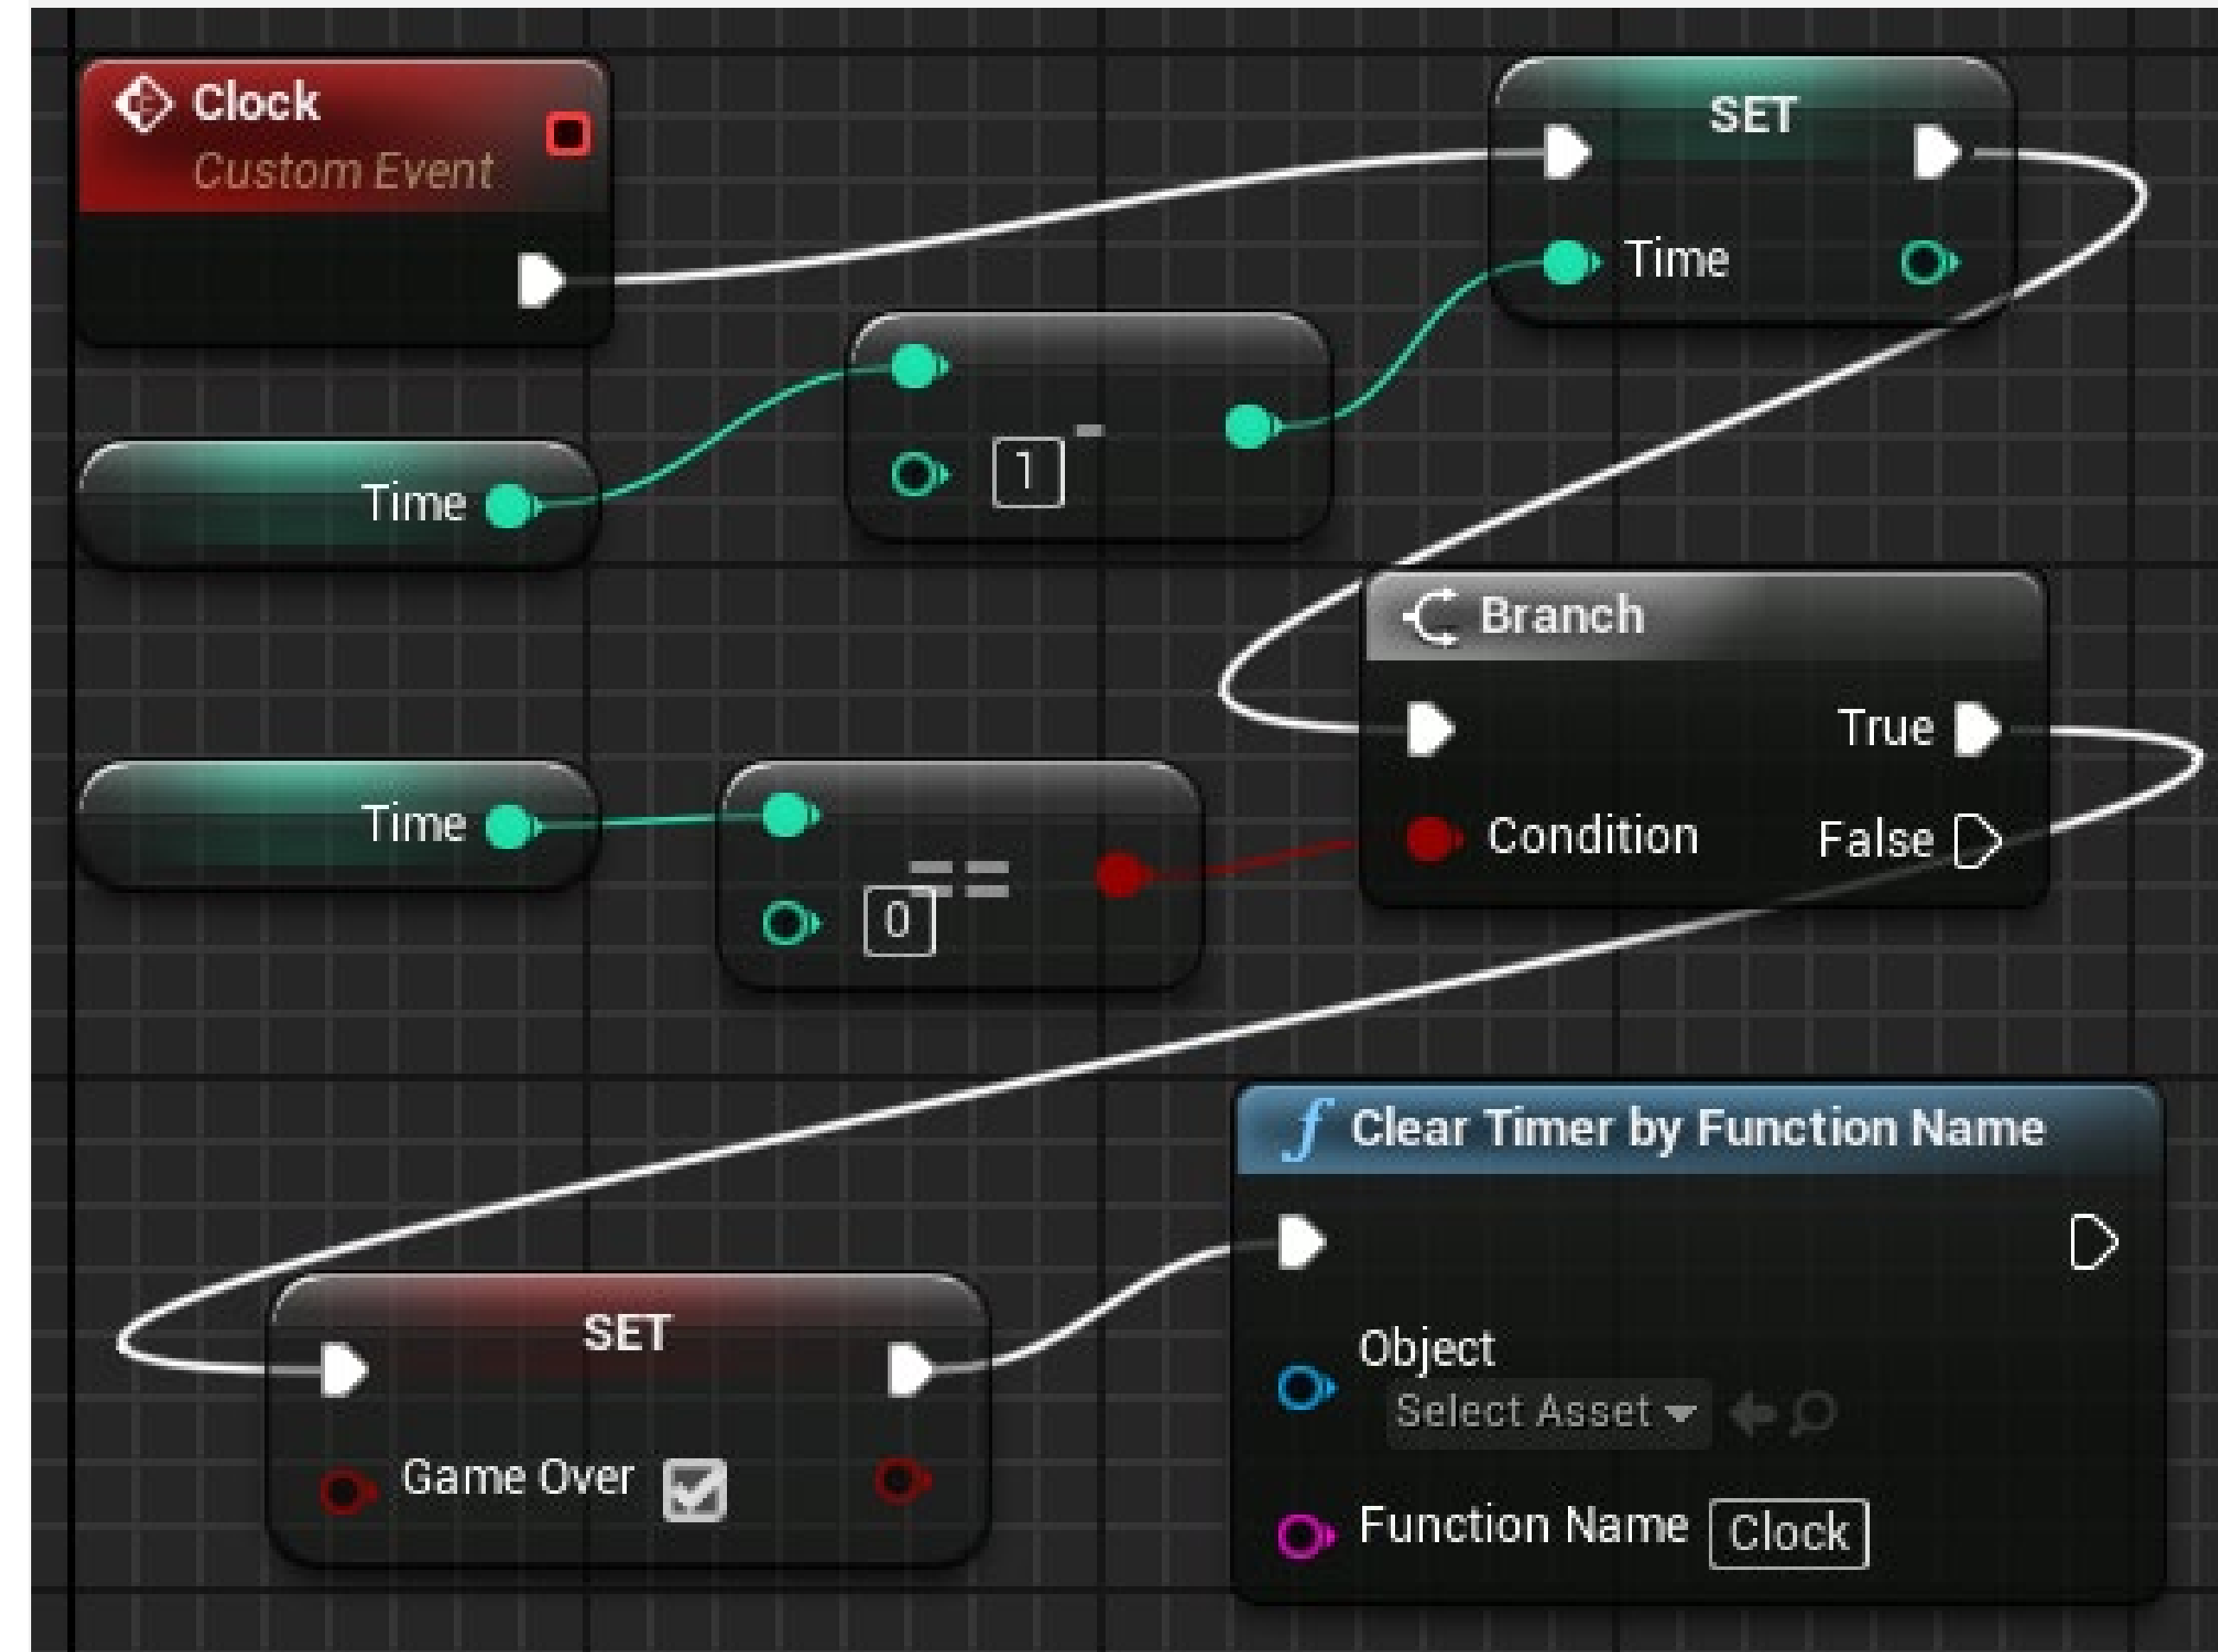 Clock
Custom Event
SET
Time
Time
-
1
Branch
True
Time
Condition
False
==
0
Clear Timer by Function Name
SET
Object
Select Asset
Game Over
Function Name Clock